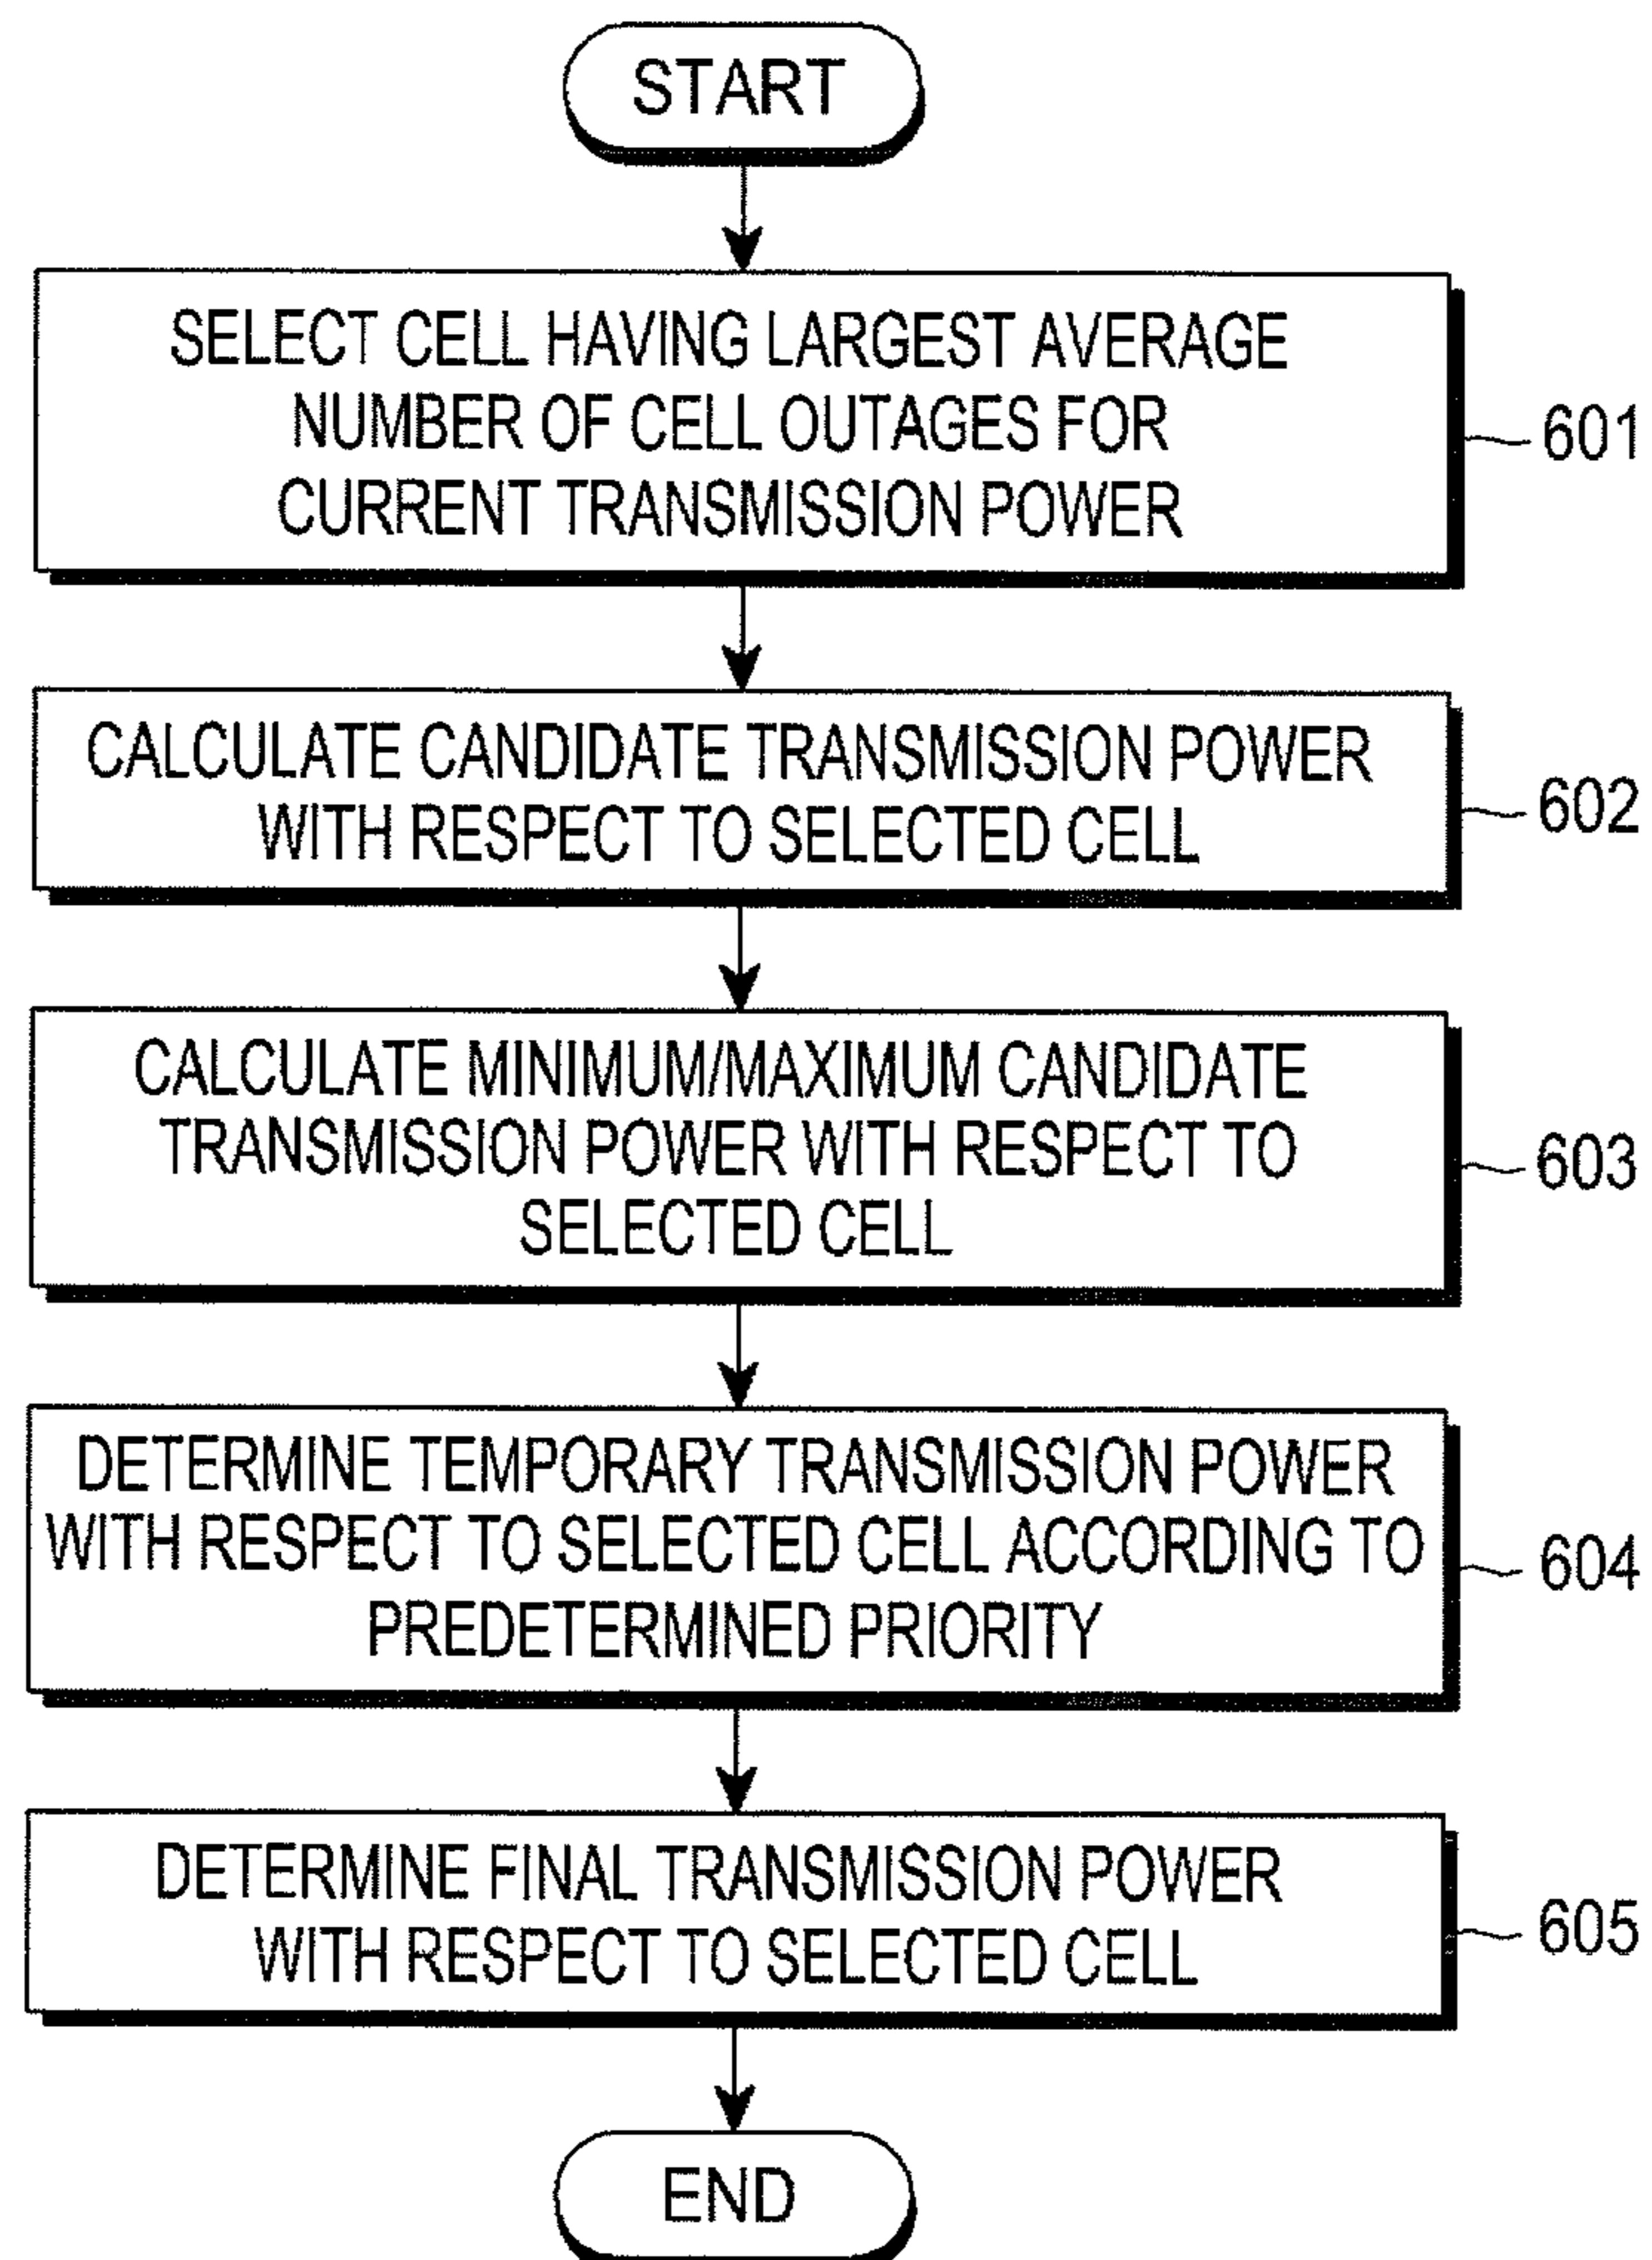 START
SELECT CELL HAVING LARGEST AVERAGE
NUMBER OF CELL OUTAGES FOR
CURRENT TRANSMISSION POWER
601
CALCULATE CANDIDATE TRANSMISSION POWER
WITH RESPECT TO SELECTED CELL
602
CALCULATE MINIMUM/MAXIMUM CANDIDATE
TRANSMISSION POWER WITH RESPECT TO
SELECTED CELL
603
DETERMINE TEMPORARY TRANSMISSION POWER
WITH RESPECT TO SELECTED CELL ACCORDING TO
PREDETERMINED PRIORITY
604
DETERMINE FINAL TRANSMISSION POWER
WITH RESPECT TO SELECTED CELL
605
END